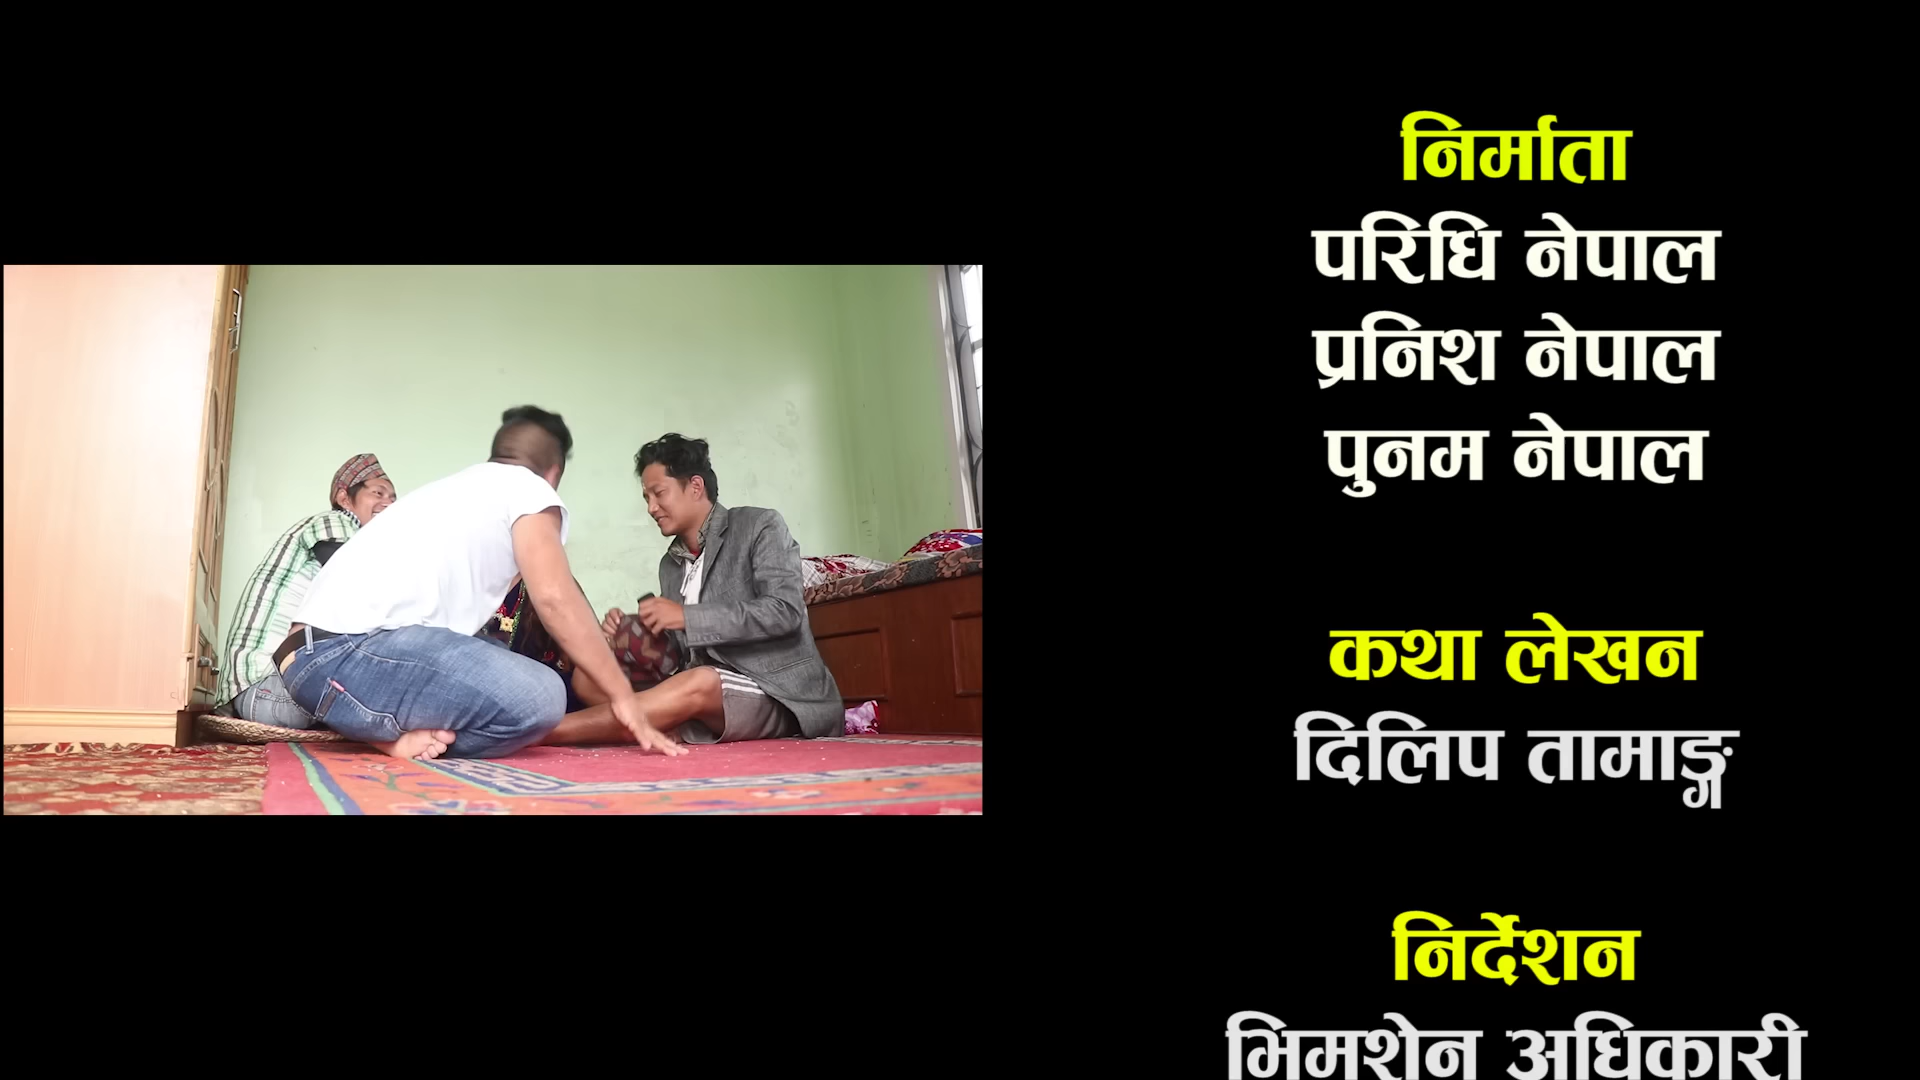 निर्माता
परिधि नेपाल
प्रनिश नेपाल
पुनम नेपाल
कथा लेखन
दिलिप तामाङ्ग
निर्देशन
भिमशेन अधिकारी